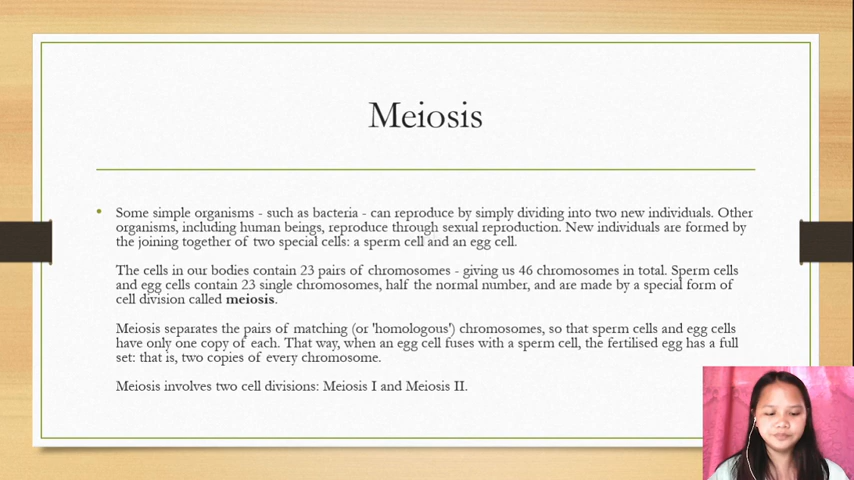 Meiosis
• Some simple organisms - such as bacteria - can reproduce by simply dividing into two new individuals. Other
organisms, including human beings, reproduce through sexual reproduction. New individuals are formed by
the joining together of two special cells: a sperm cell and an egg cell.
The cells in our bodies contain 23 pairs of chromosomes - giving us 46 chromosomes in total. Sperm cells
and egg cells contain 23 single chromosomes, half the normal number, and are made by a special form of
cell division called meiosis.
Meiosis separates the pairs of matching (or 'homologous') chromosomes, so that sperm cells and egg cells
have only one copy of each. That way, when an egg cell fuses with a sperm cell, the fertilised egg has a full
set: that is, two copies of every chromosome.
Meiosis involves two cell divisions: Meiosis I and Meiosis II.